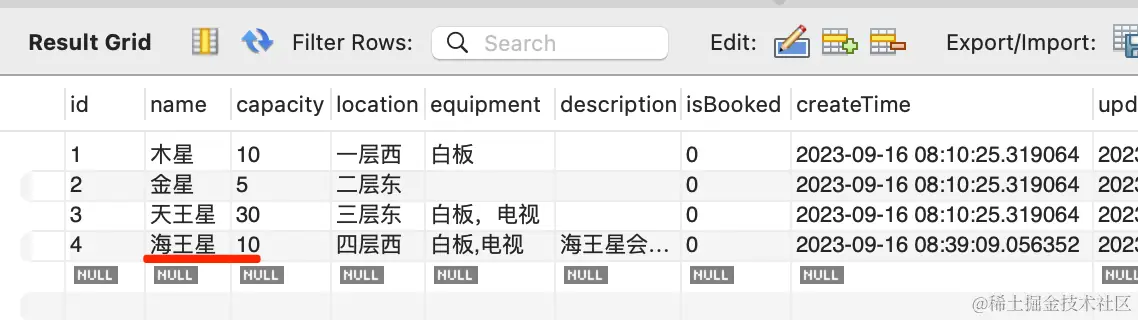 Result Grid Filter Rows: Search Edit: Export/Import:
id name capacity location equipment description isBooked createTime upd
1 木星 10 一层西 白板 0 2023-09-16 08:10:25.319064 2023
2 金星 5 二层东 0 2023-09-16 08:10:25.319064 2023
3 天王星 30 三层东 白板，电视 0 2023-09-16 08:10:25.319064 2023
4 海王星 10 四层西 白板,电视 海王星会... 0 2023-09-16 08:39:09.056352 2023
NULL NULL NULL NULL NULL NULL NULL NULL NULL
@稀土掘金技术社区